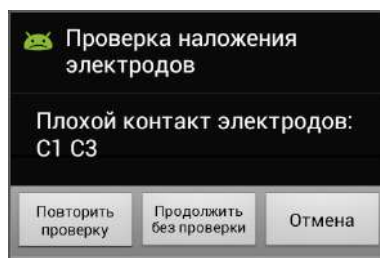 Проверка наложения
электродов
Плохой контакт электродов:
C1 C3
Повторить
проверку
Продолжить
без проверки
Отмена